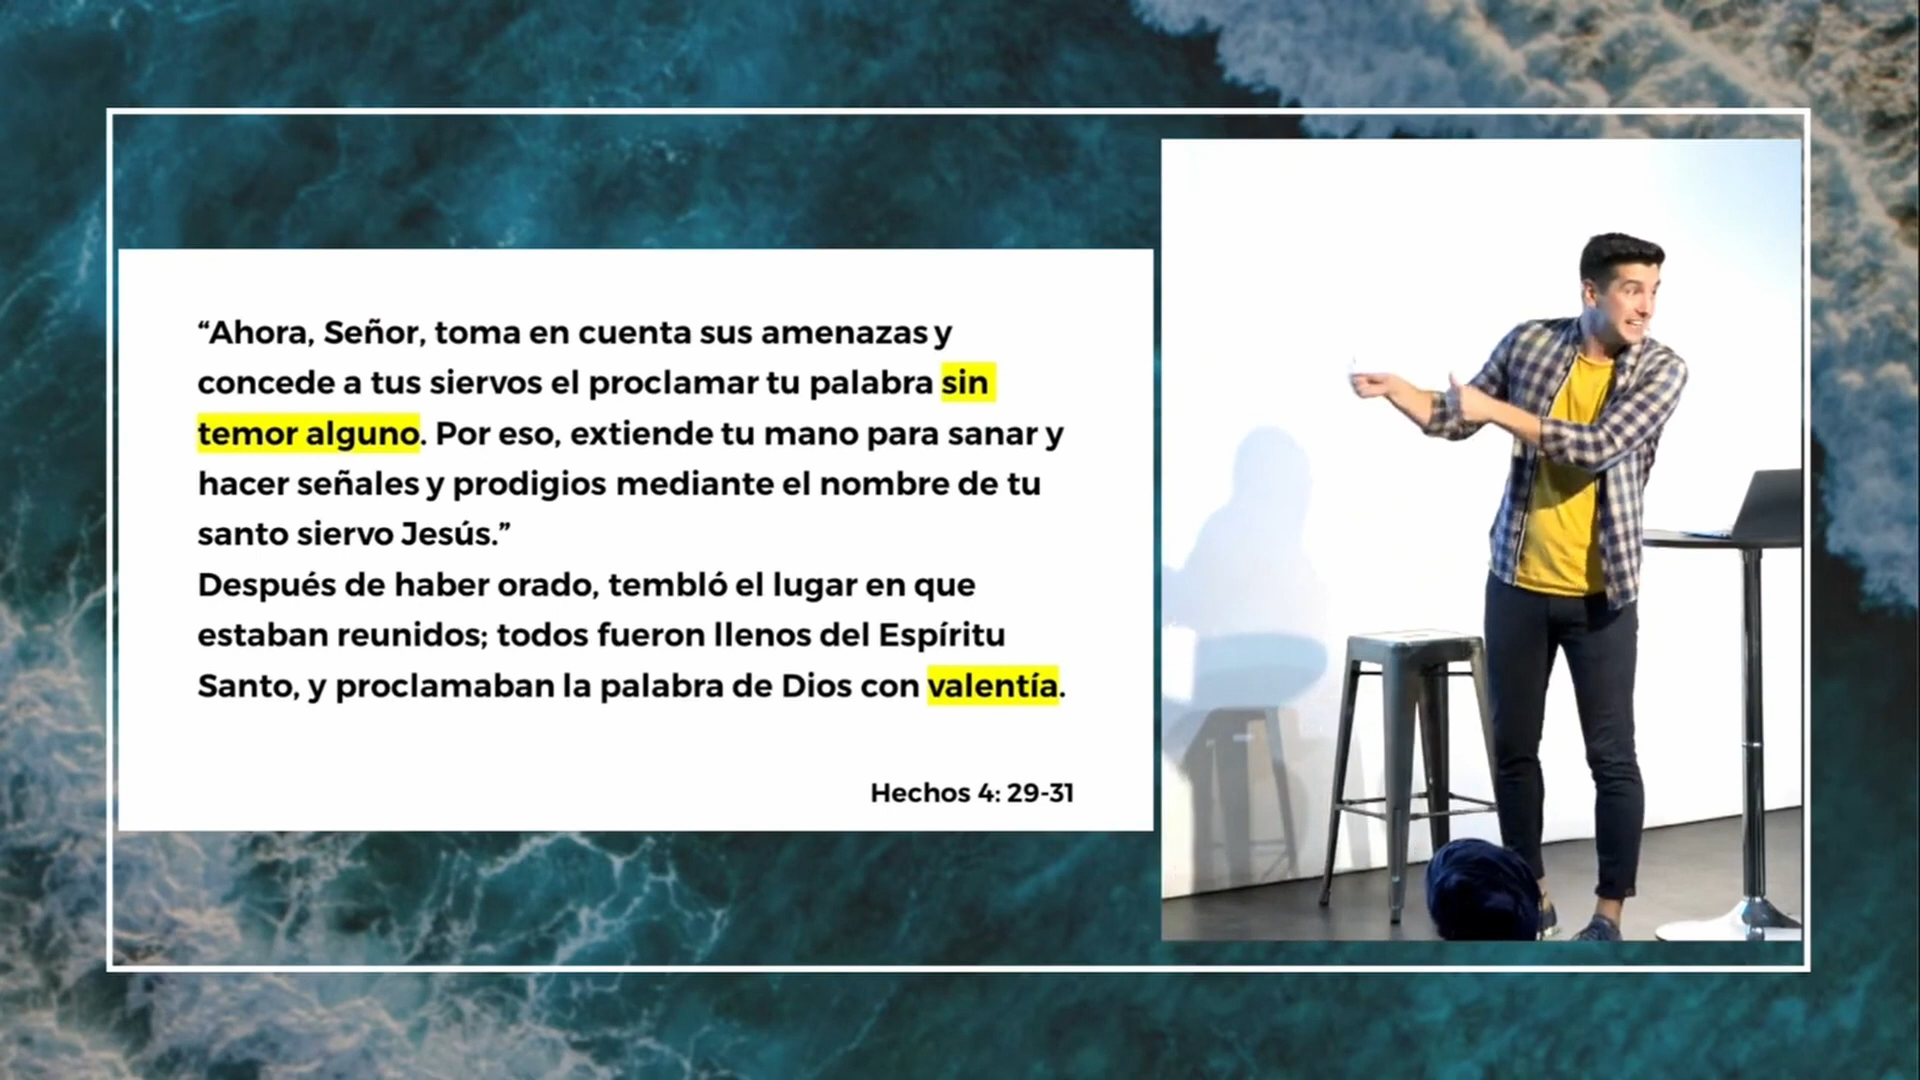 “Ahora, Señor, toma en cuenta sus amenazas y
concede a tus siervos el proclamar tu palabra sin
temor alguno. Por eso, extiende tu mano para sanar y
hacer señales y prodigios mediante el nombre de tu
santo siervo Jesús.”
Después de haber orado, tembló el lugar en que
estaban reunidos; todos fueron llenos del Espíritu
Santo, y proclamaban la palabra de Dios con valentía.
Hechos 4: 29-31